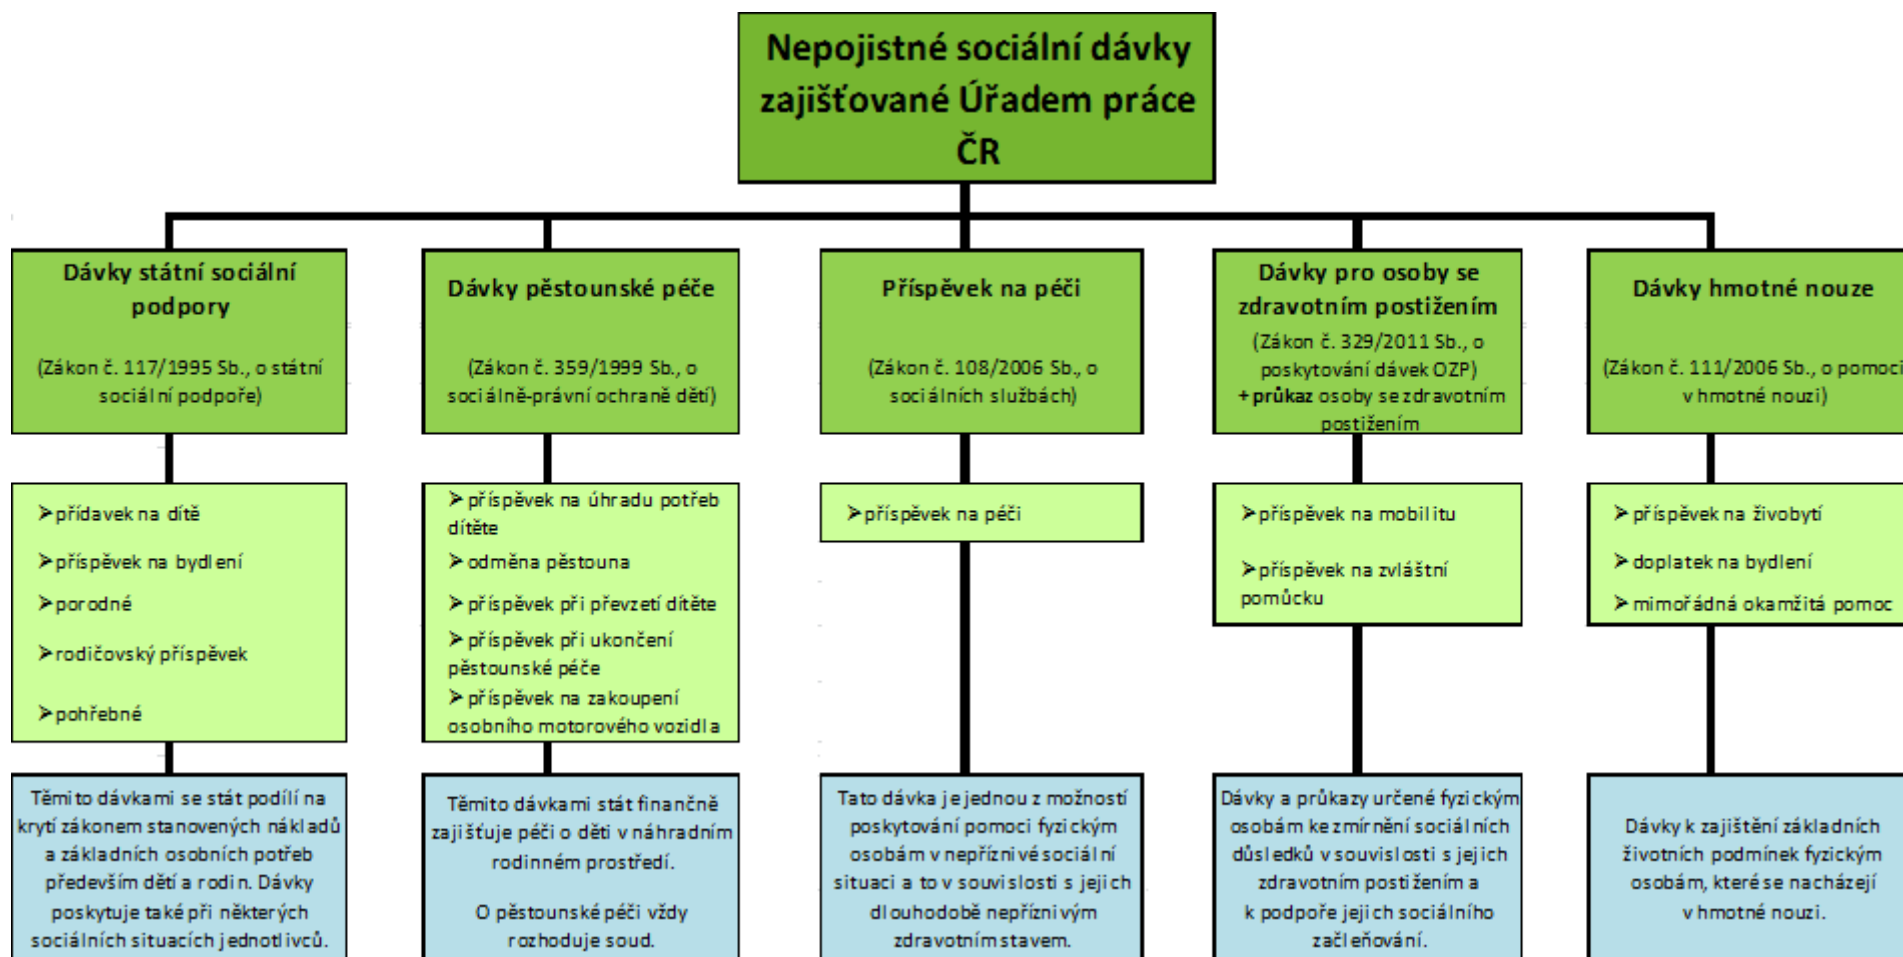 Nepojistné sociální dávky
zajišťované Úřadem práce
ČR
Dávky státní sociální
podpory
(Zákon č. 117/1995 Sb., o státní
sociální podpoře)
➢přídavek na dítě
➢příspěvek na bydlení
➢porodné
➢rodičovský příspěvek
➢pohřebné
Těmito dávkami se stát podílí na
krytí zákonem stanovených nákladů
a základních osobních potřeb
především dětí a rodin. Dávky
poskytuje také při některých
sociálních situacích jednotlivců.
Dávky pěstounské péče
(Zákon č. 359/1999 Sb., o
sociálně-právní ochraně dětí)
➢příspěvek na úhradu potřeb
dítěte
➢odměna pěstouna
➢příspěvek při převzetí dítěte
➢příspěvek při ukončení
pěstounské péče
➢příspěvek na zakoupení
osobního motorového vozidla
Těmito dávkami stát finančně
zajišťuje péči o děti v náhradním
rodinném prostředí.
O pěstounské péči vždy
rozhoduje soud.
Příspěvek na péči
(Zákon č. 108/2006 Sb., o
sociálních službách)
➢příspěvek na péči
Tato dávka je jednou z možností
poskytování pomoci fyzickým
osobám v nepříznivé sociální
situaci a to v souvislosti s jejich
dlouhodobě nepříznivým
zdravotním stavem.
Dávky pro osoby se
zdravotním postižením
(Zákon č. 329/2011 Sb., o
poskytování dávek OZP)
+ průkaz osoby se zdravotním
postižením
➢příspěvek na mobilitu
➢příspěvek na zvláštní
pomůcku
Dávky a průkazy určené fyzickým
osobám ke zmírnění sociálních
důsledků v souvislosti s jejich
zdravotním postižením a
k podpoře jejich sociálního
začleňování.
Dávky hmotné nouze
(Zákon č. 111/2006 Sb., o pomoci
v hmotné nouzi)
➢příspěvek na živobytí
➢doplatek na bydlení
➢mimořádná okamžitá pomoc
Dávky k zajištění základních
životních podmínek fyzickým
osobám, které se nacházejí
v hmotné nouzi.